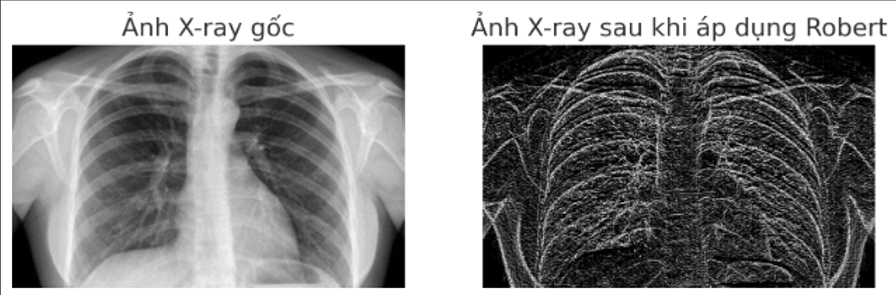 Ảnh X-ray gốc
Ảnh X-ray sau khi áp dụng Robert